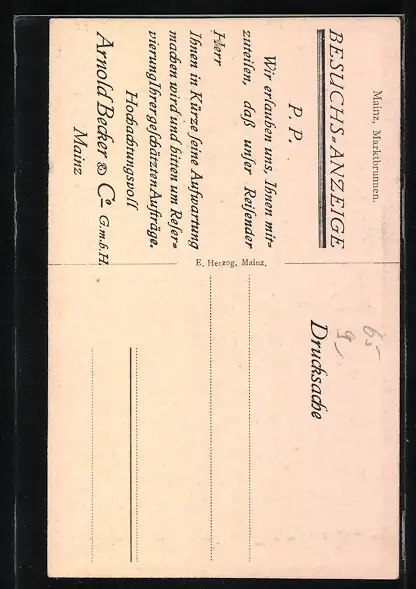 Mainz, Marktbrunnen.
BESUCHS-ANZEIGE
P. P.
Wir erlauben uns, Ihnen mit-
zuteilen, daß unser Reisender
Herr
Ihnen in Kürze seine Aufwartung
machen wird und bitten um Reser-
vierung Ihrer geschätzten Aufträge.
Hochachtungsvoll
Arnold Becker & Co G.m.b.H.
Mainz
E. Herzog, Mainz.
Drucksache